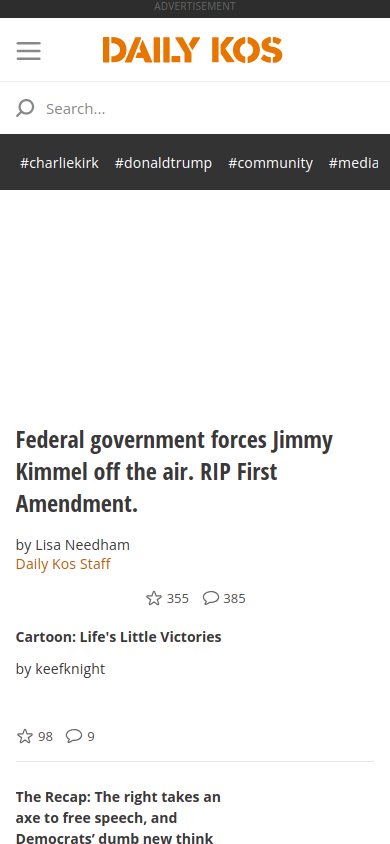 ADVERTISEMENT
DAILY KOS
Search...
#charliekirk #donaldtrump #community #media
Federal government forces Jimmy
Kimmel off the air. RIP First
Amendment.
by Lisa Needham
Daily Kos Staff
355 385
Cartoon: Life's Little Victories
by keefknight
98 9
The Recap: The right takes an
axe to free speech, and
Democrats’ dumb new think